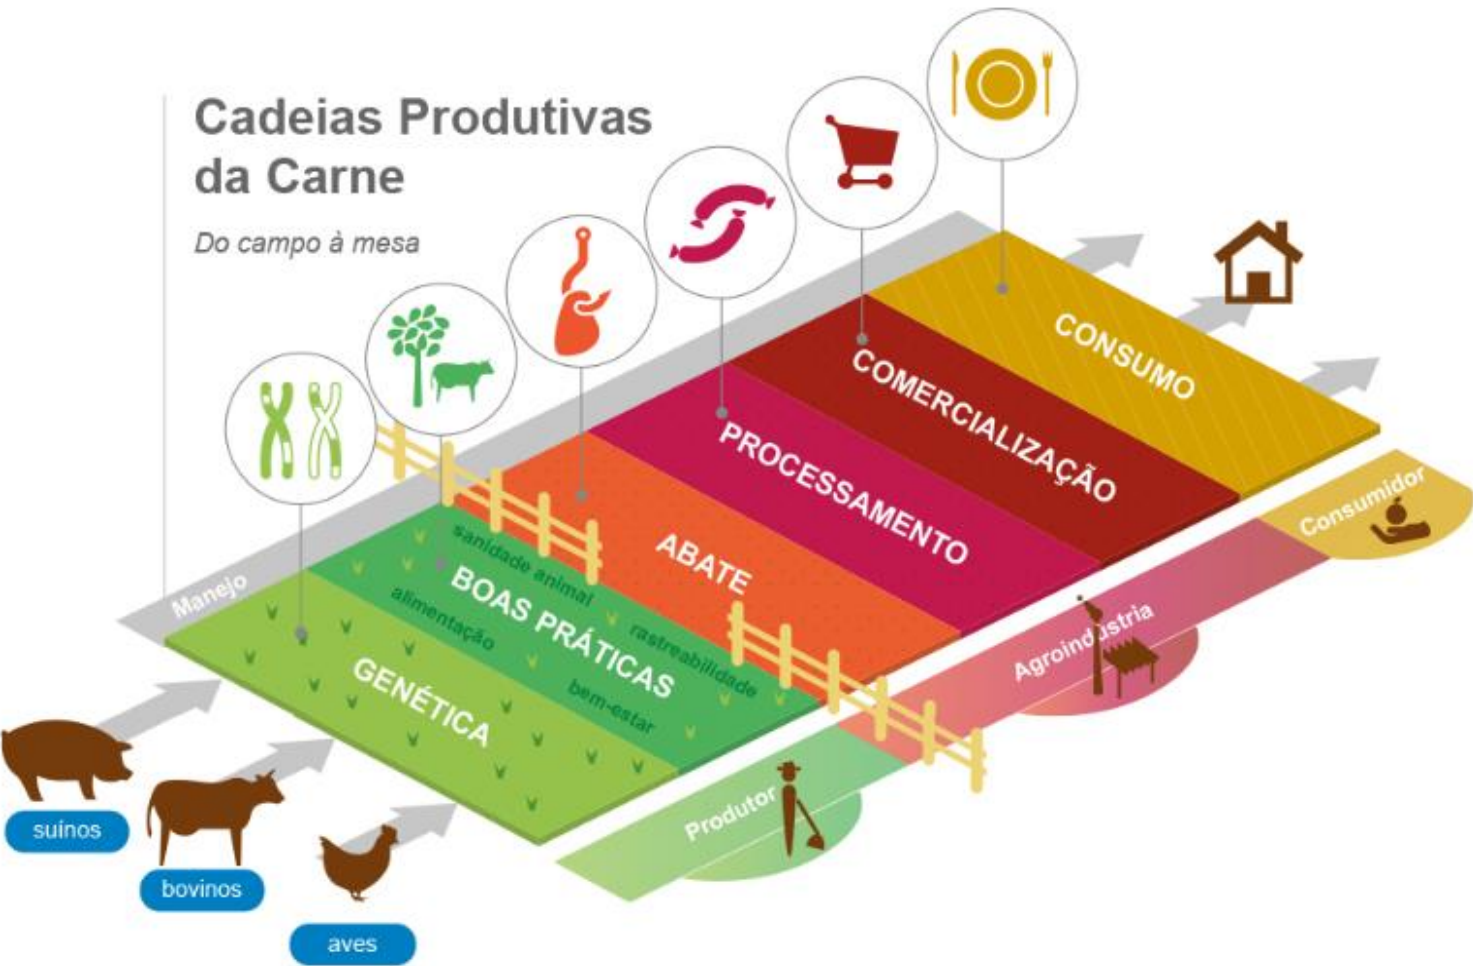 Cadeias Produtivas
da Carne
Do campo à mesa
CONSUMO
COMERCIALIZAÇÃO
PROCESSAMENTO
ABATE
sanidade animal
rastreabilidade
BOAS PRÁTICAS
alimentação
bem-estar
GENÉTICA
Manejo
Consumidor
Agroindústria
Produtor
suínos
bovinos
aves